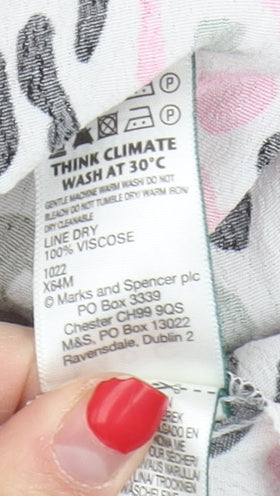 P
P
THINK CLIMATE
WASH AT 30°C
GENTLE MACHINE WARM WASH/ DO NOT
BLEACH/ DO NOT TUMBLE DRY/ WARM IRON/
DRY CLEANABLE
LINE DRY
100% VISCOSE
1022
X64M
© Marks and Spencer plc
PO Box 3339
Chester CH99 9QS
M&S, PO Box 13022
Ravensdale, Dublin 2